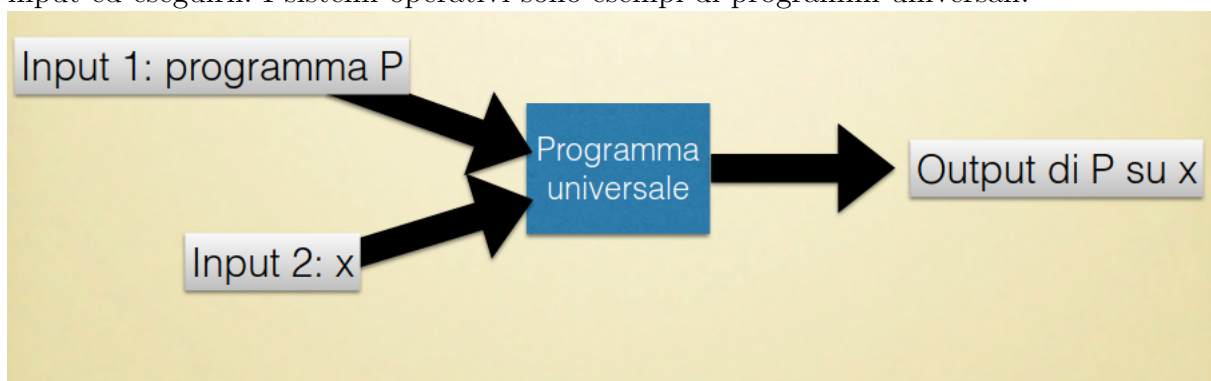 input ed eseguirli. I sistemi operativi sono esempi di programmi universali.
Input 1: programma P
Programma
universale
Output di P su x
Input 2: x